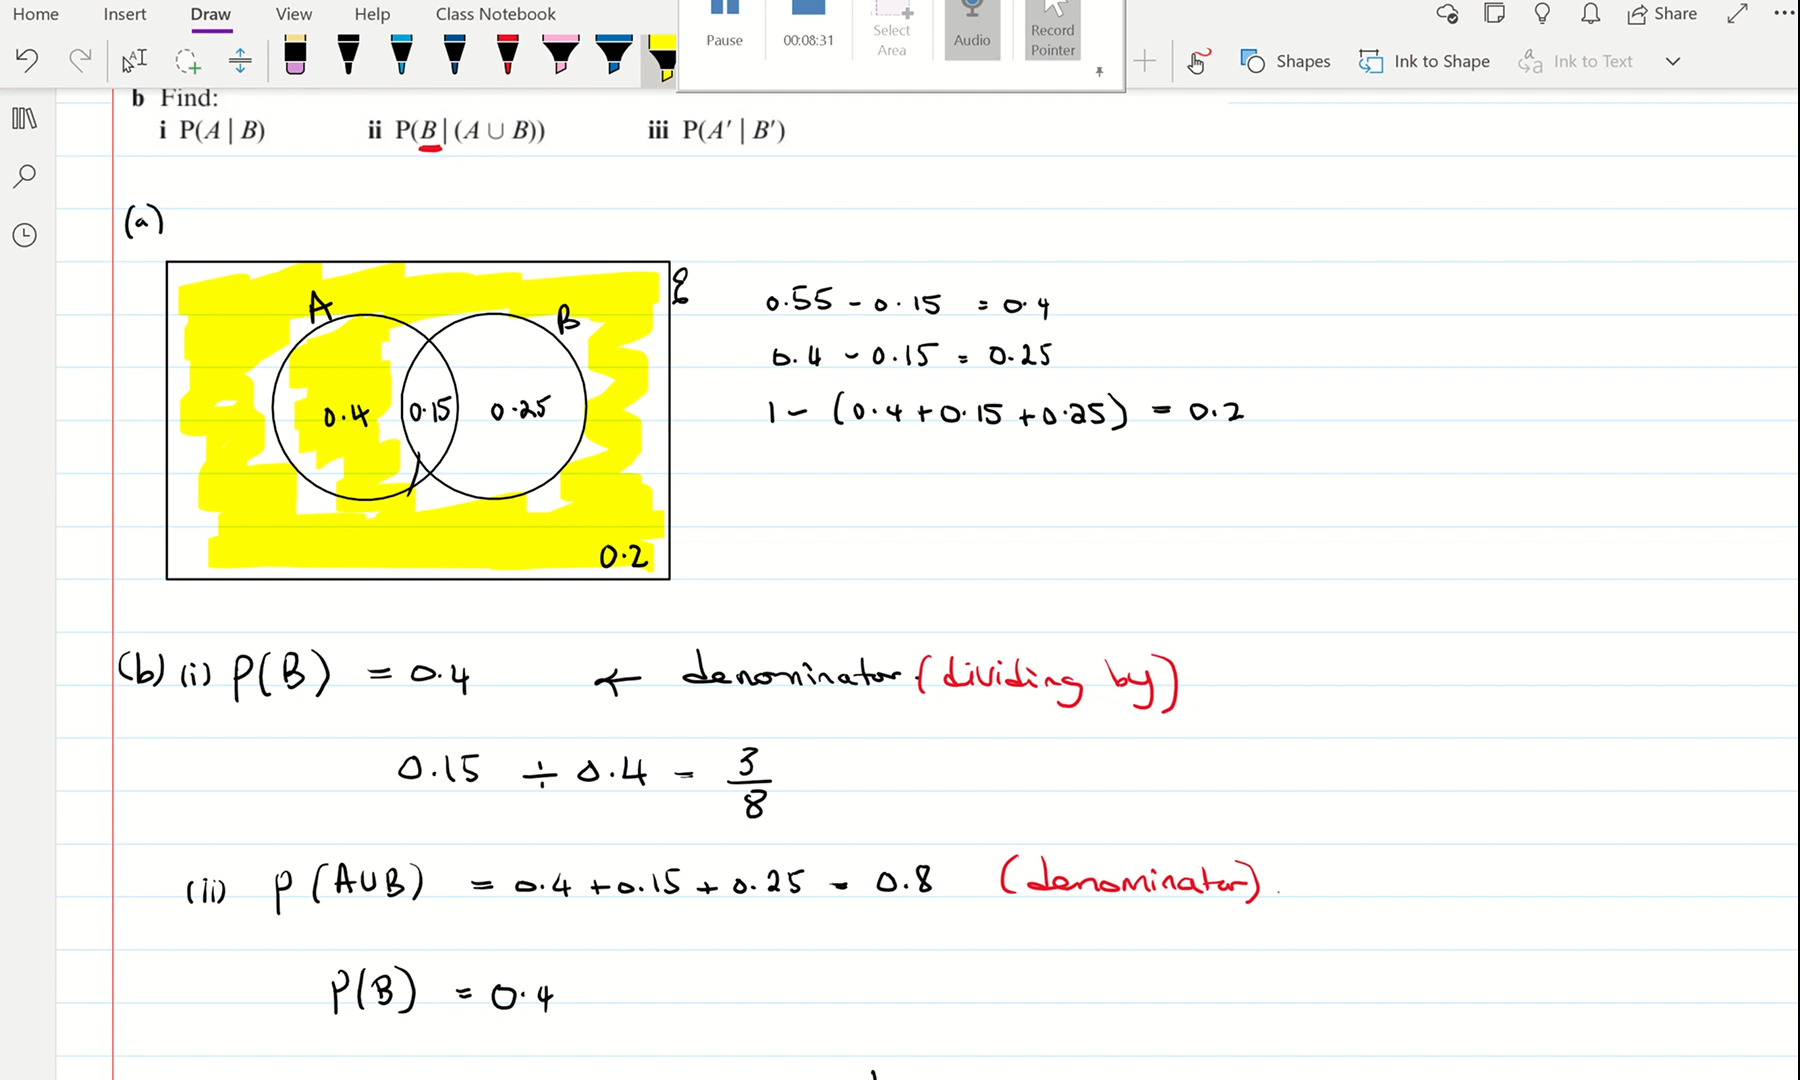 Home Insert Draw View Help Class Notebook
Pause 00:08:31 Select Area Audio Record Pointer
Share
Shapes Ink to Shape Ink to Text
b Find:
i P(A | B) ii P(B | (A ∪ B)) iii P(A′ | B′)
(a)
A B ξ
0.4 0.15 0.25
0.2
0.55 - 0.15 = 0.4
0.4 - 0.15 = 0.25
1 - (0.4 + 0.15 + 0.25) = 0.2
(b) (i) P(B) = 0.4 ← denominator. (dividing by)
0.15 ÷ 0.4 = 3/8
(ii) P(A∪B) = 0.4 + 0.15 + 0.25 = 0.8 (denominator).
P(B) = 0.4